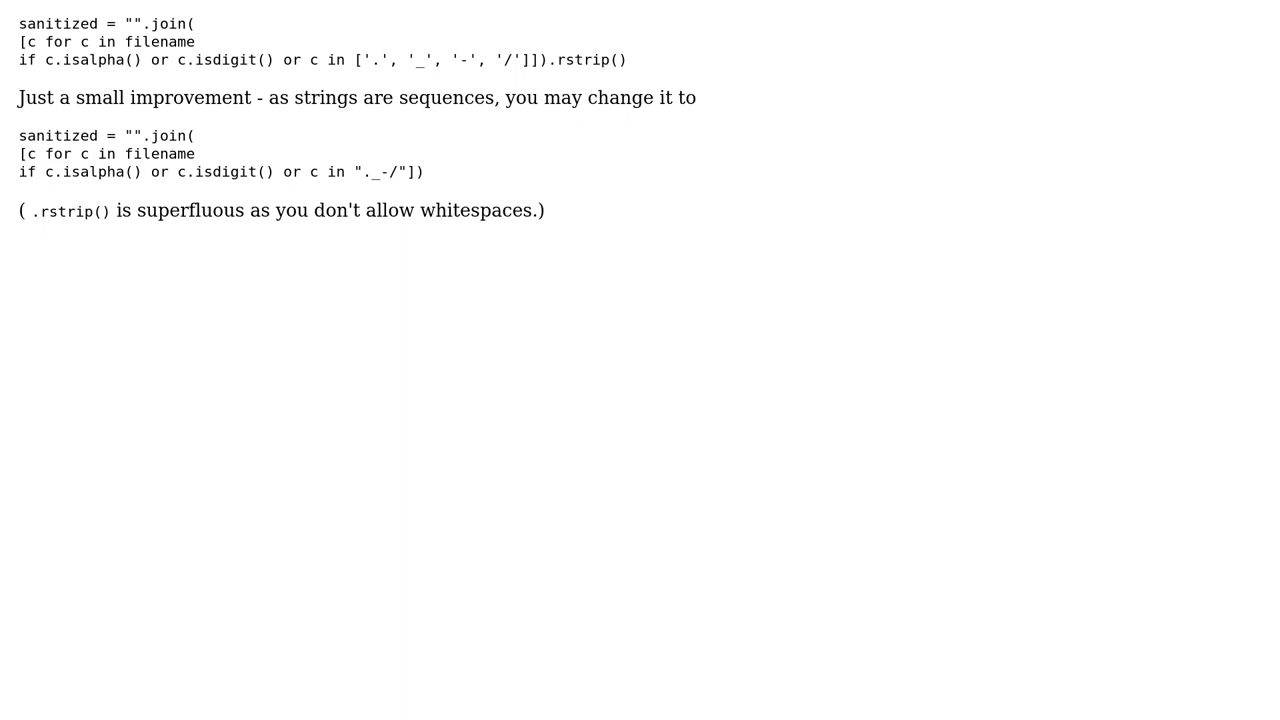 sanitized = "".join(
[c for c in filename
if c.isalpha() or c.isdigit() or c in ['.', '_', '-', '/']]).rstrip()
Just a small improvement - as strings are sequences, you may change it to
sanitized = "".join(
[c for c in filename
if c.isalpha() or c.isdigit() or c in "._-/"])
( .rstrip() is superfluous as you don't allow whitespaces.)